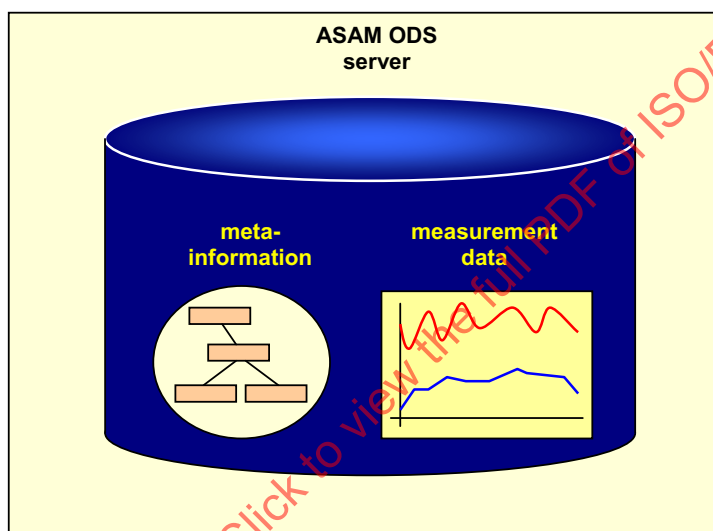 ASAM ODS
server
meta-
information
measurement
data
Click to view the full PDF of ISO/